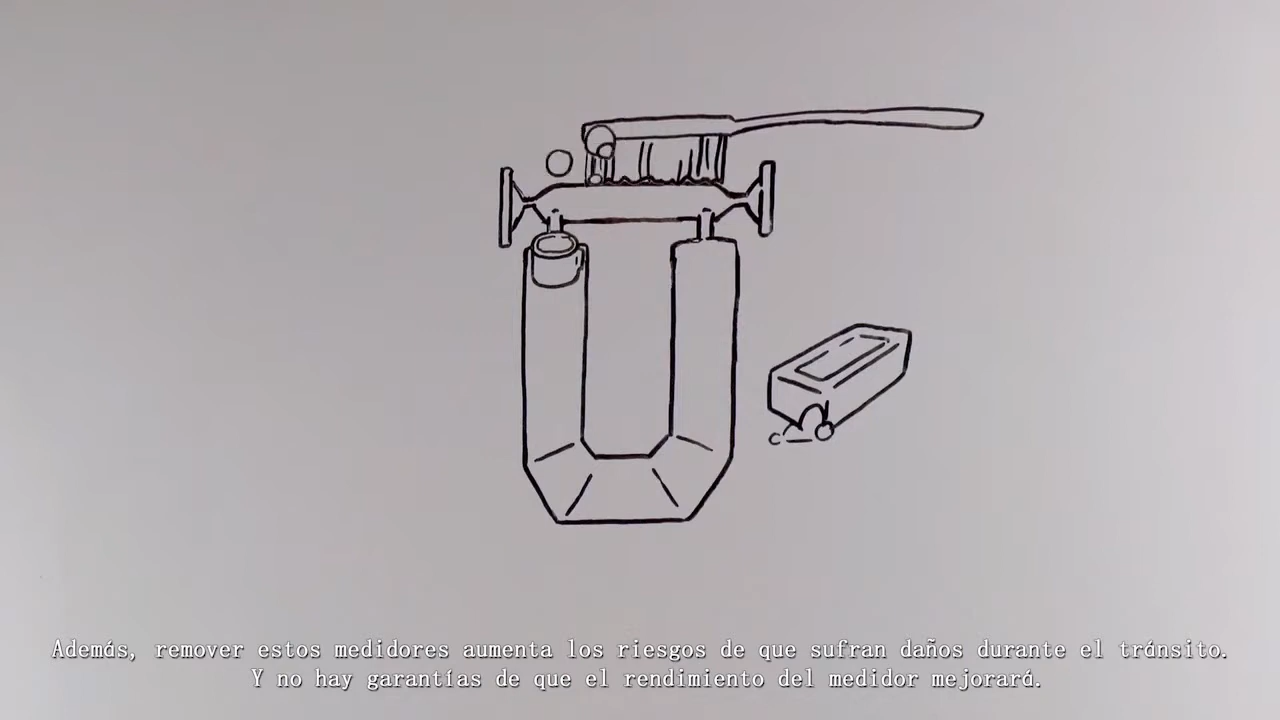 Además, remover estos medidores aumenta los riesgos de que sufran daños durante el tránsito.
Y no hay garantías de que el rendimiento del medidor mejorará.